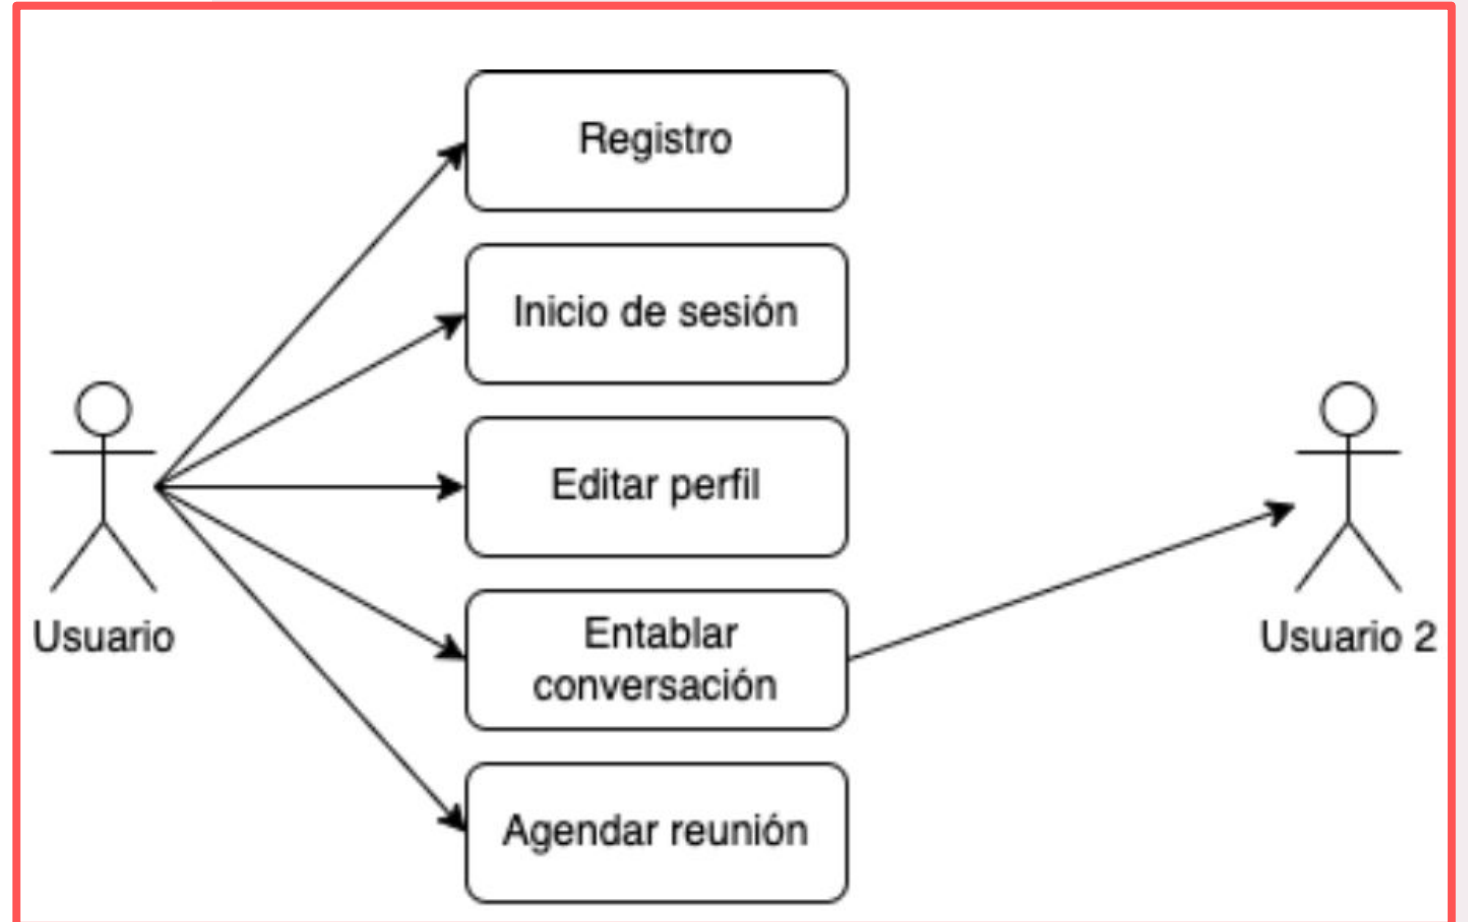 Registro
Inicio de sesión
Editar perfil
Usuario
Entablar
conversación
Usuario 2
Agendar reunión